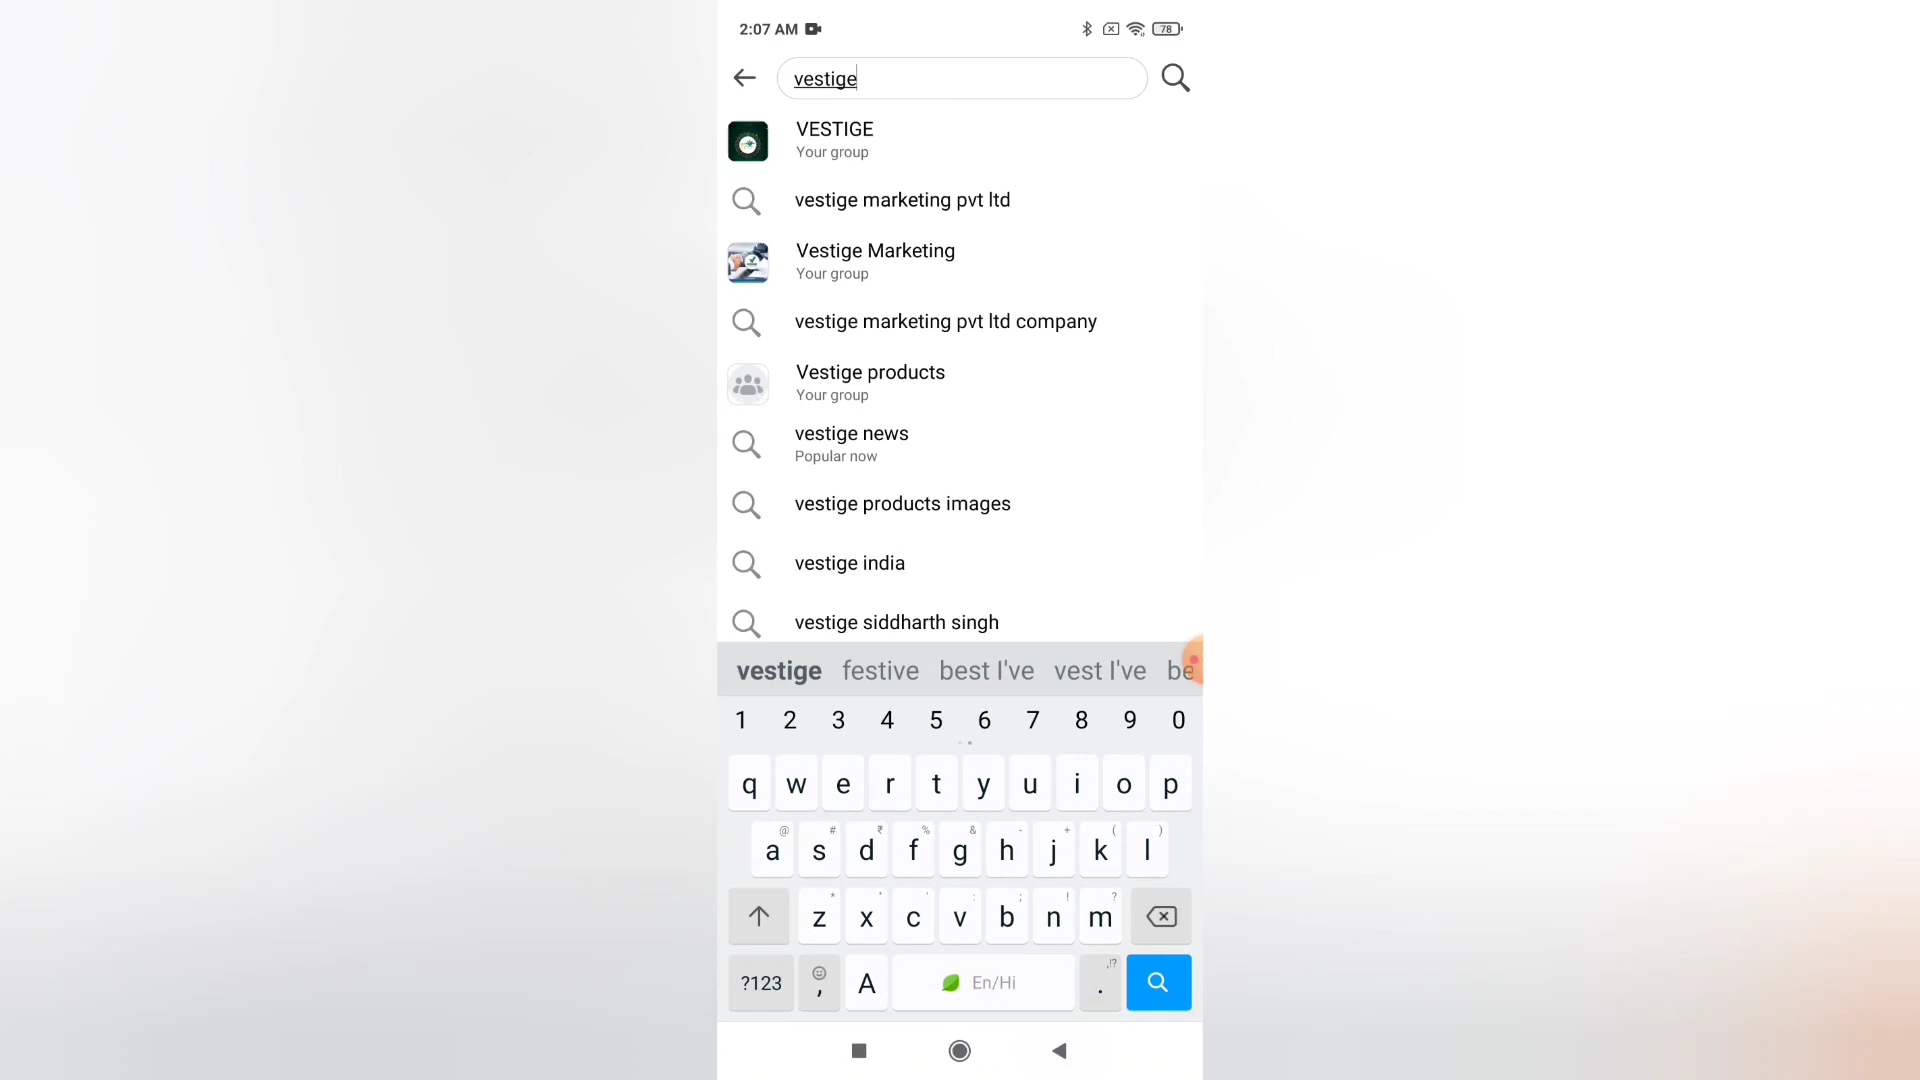 2:07 AM
78
vestige
VESTIGE
Your group
vestige marketing pvt ltd
Vestige Marketing
Your group
vestige marketing pvt ltd company
Vestige products
Your group
vestige news
Popular now
vestige products images
vestige india
vestige siddharth singh
vestige festive best I've vest I've be
1 2 3 4 5 6 7 8 9 0
q w e r t y u i o p
@ # ₹ % & - + ( )
a s d f g h j k l
* " ' : ; ! ?
z x c v b n m
?123 , A En/Hi . ,!?